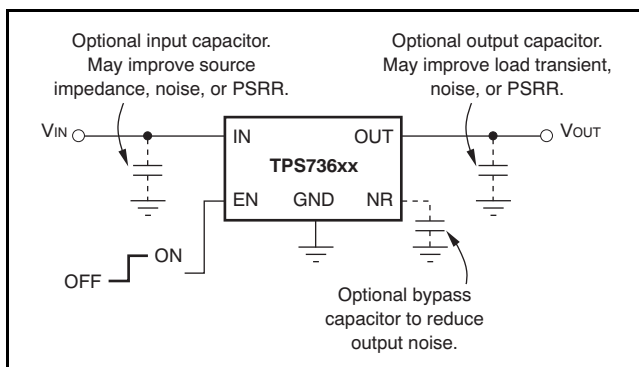 Optional input capacitor.
May improve source
impedance, noise, or PSRR.
Optional output capacitor.
May improve load transient,
noise, or PSRR.
VIN
IN
OUT
VOUT
TPS736xx
EN
GND
NR
OFF
ON
Optional bypass
capacitor to reduce
output noise.